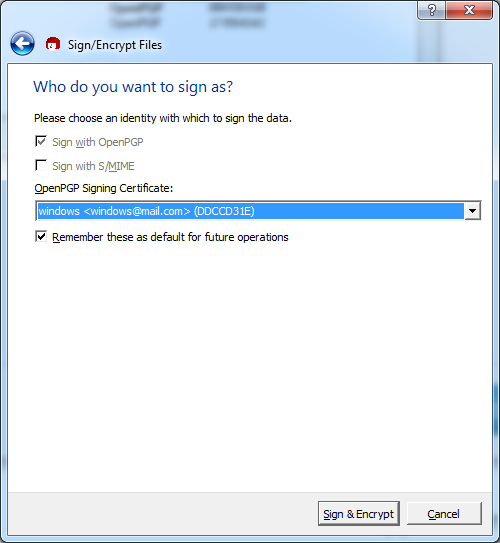 OpenPGP
Sign/Encrypt Files
Who do you want to sign as?
Please choose an identity with which to sign the data.
Sign with OpenPGP
Sign with S/MIME
OpenPGP Signing Certificate:
windows <windows@mail.com> (DDCCD31E)
Remember these as default for future operations
Sign & Encrypt
Cancel